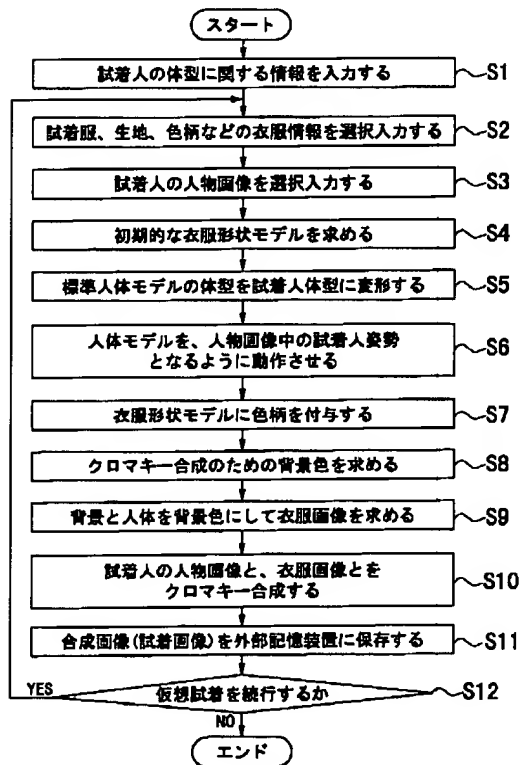 スタート
試着人の体型に関する情報を入力する ~S1
試着服、生地、色柄などの衣服情報を選択入力する ~S2
試着人の人物画像を選択入力する ~S3
初期的な衣服形状モデルを求める ~S4
標準人体モデルの体型を試着人体型に変形する ~S5
人体モデルを、人物画像中の試着人姿勢
となるように動作させる ~S6
衣服形状モデルに色柄を付与する ~S7
クロマキー合成のための背景色を求める ~S8
背景と人体を背景色にして衣服画像を求める ~S9
試着人の人物画像と、衣服画像とを
クロマキー合成する ~S10
合成画像(試着画像)を外部記憶装置に保存する ~S11
YES 仮想試着を続行するか ~S12
NO
エンド